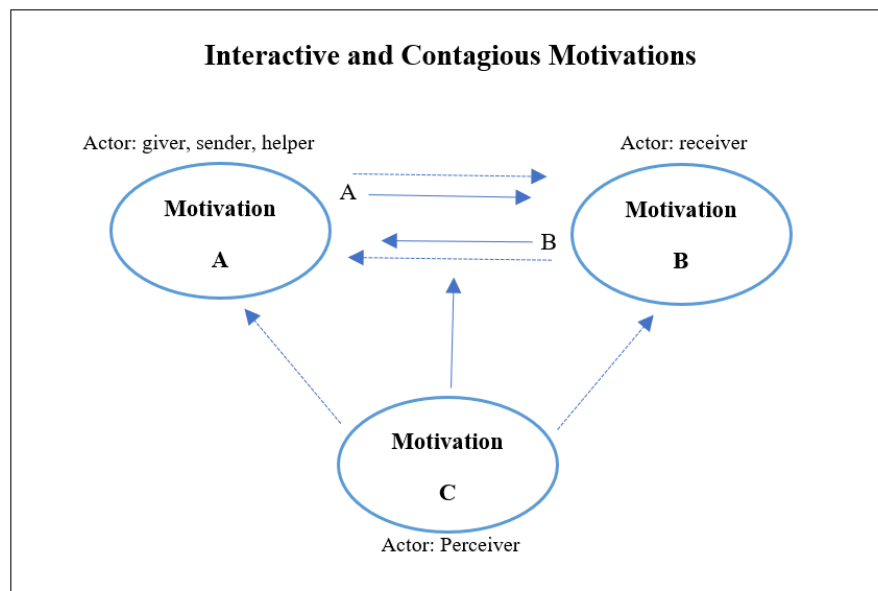 Interactive and Contagious Motivations
Actor: giver, sender, helper
Actor: receiver
Motivation
A
A
B
Motivation
B
Motivation
C
Actor: Perceiver